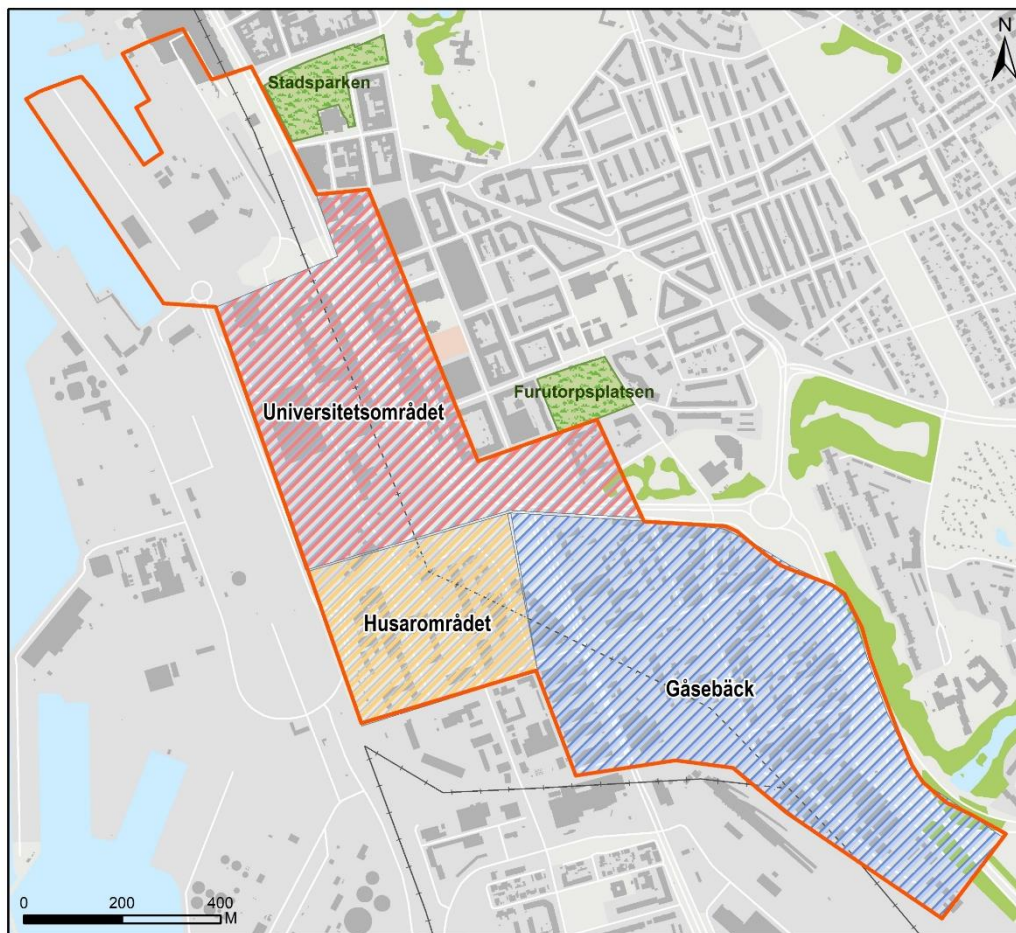 N
Stadsparken
Furutorpsplatsen
Universitetsområdet
Husarområdet
Gåsebäck
0 200 400
M